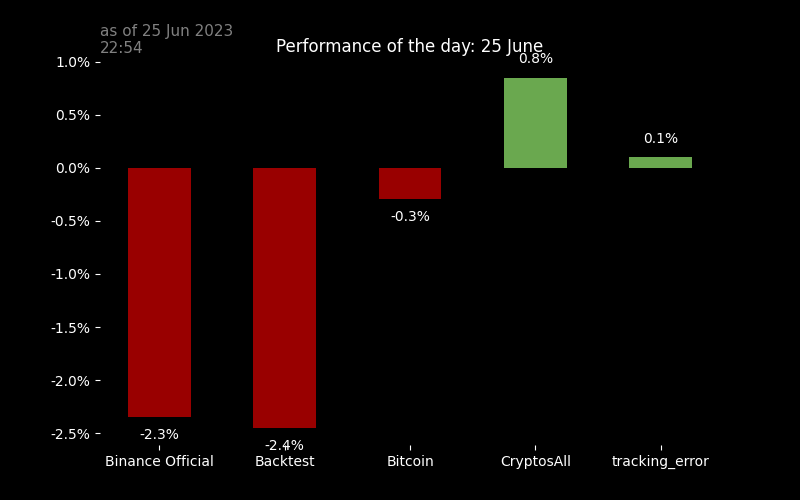 as of 25 Jun 2023
22:54
Performance of the day: 25 June
1.0%
0.5%
0.0%
-0.5%
-1.0%
-1.5%
-2.0%
-2.5%
-2.3%
-2.4%
-0.3%
0.8%
0.1%
Binance Official
Backtest
Bitcoin
CryptosAll
tracking_error